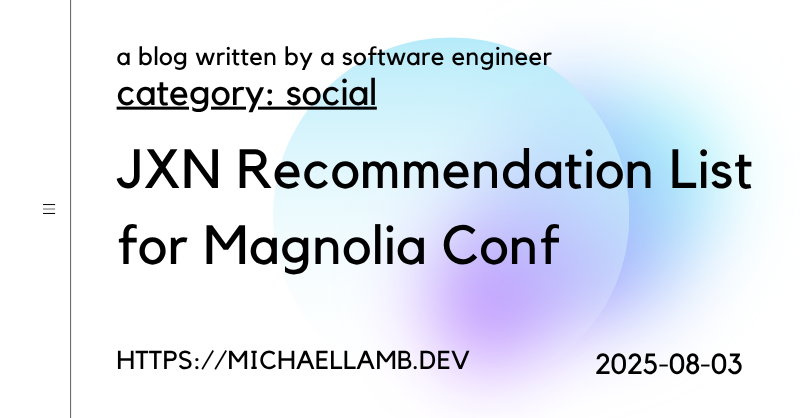 a blog written by a software engineer
category: social
JXN Recommendation List
for Magnolia Conf
HTTPS://MICHAELLAMB.DEV
2025-08-03